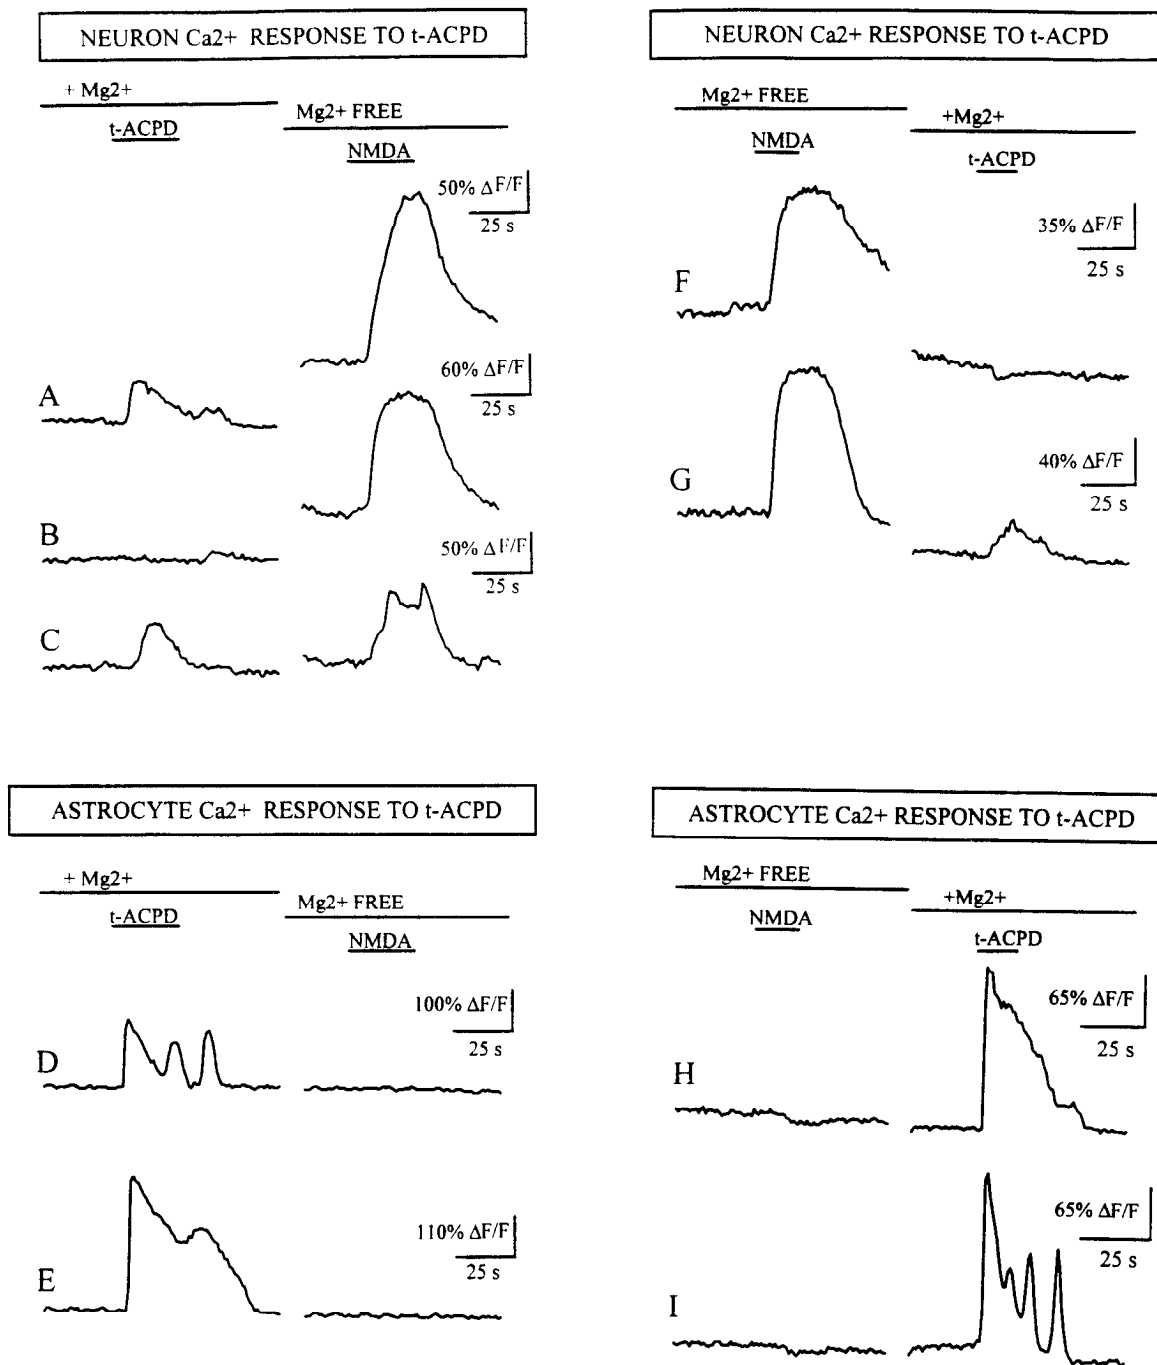 NEURON Ca2+ RESPONSE TO t-ACPD
+ Mg2+
t-ACPD
Mg2+ FREE
NMDA
50% ΔF/F
25 s
A
60% ΔF/F
25 s
B
50% ΔF/F
25 s
C
NEURON Ca2+ RESPONSE TO t-ACPD
Mg2+ FREE
NMDA
+Mg2+
t-ACPD
35% ΔF/F
25 s
F
40% ΔF/F
25 s
G
ASTROCYTE Ca2+ RESPONSE TO t-ACPD
+ Mg2+
t-ACPD
Mg2+ FREE
NMDA
100% ΔF/F
25 s
D
110% ΔF/F
25 s
E
ASTROCYTE Ca2+ RESPONSE TO t-ACPD
Mg2+ FREE
NMDA
+Mg2+
t-ACPD
65% ΔF/F
25 s
H
65% ΔF/F
25 s
I